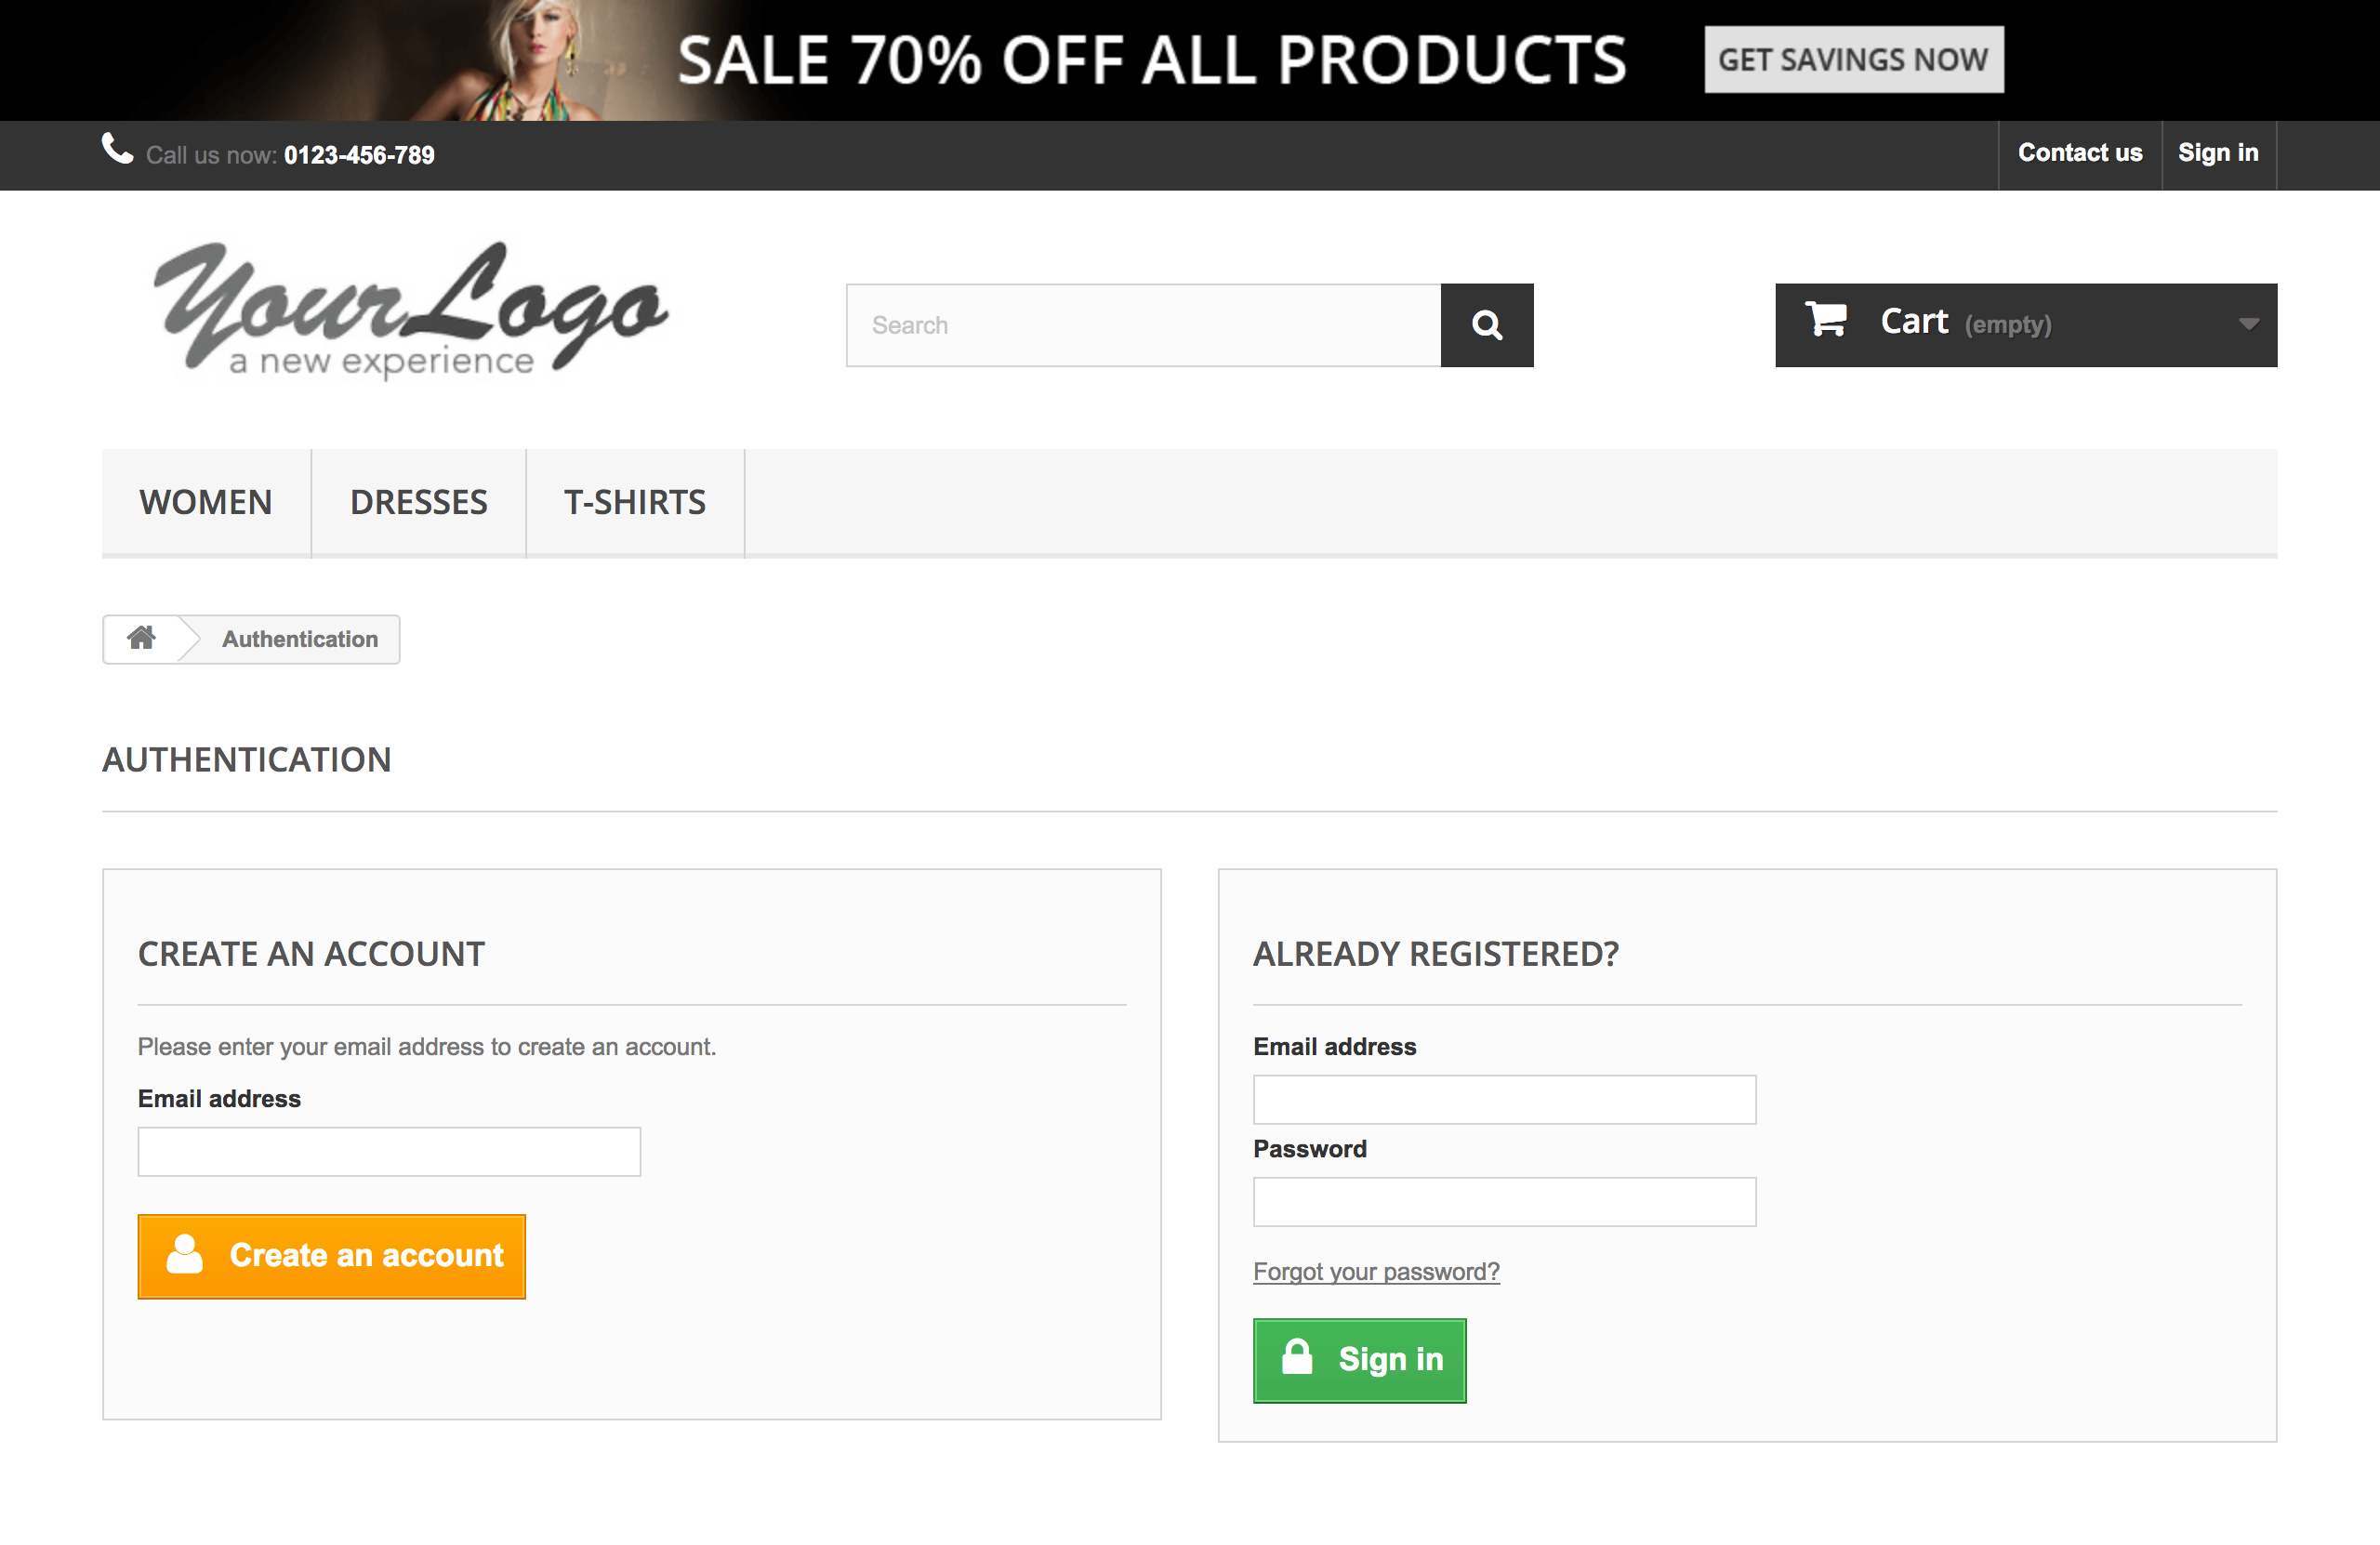 SALE 70% OFF ALL PRODUCTS
GET SAVINGS NOW
Call us now: 0123-456-789
Contact us
Sign in
YourLogo
a new experience
Search
Cart (empty)
WOMEN
DRESSES
T-SHIRTS
Authentication
AUTHENTICATION
CREATE AN ACCOUNT
Please enter your email address to create an account.
Email address
Create an account
ALREADY REGISTERED?
Email address
Password
Forgot your password?
Sign in